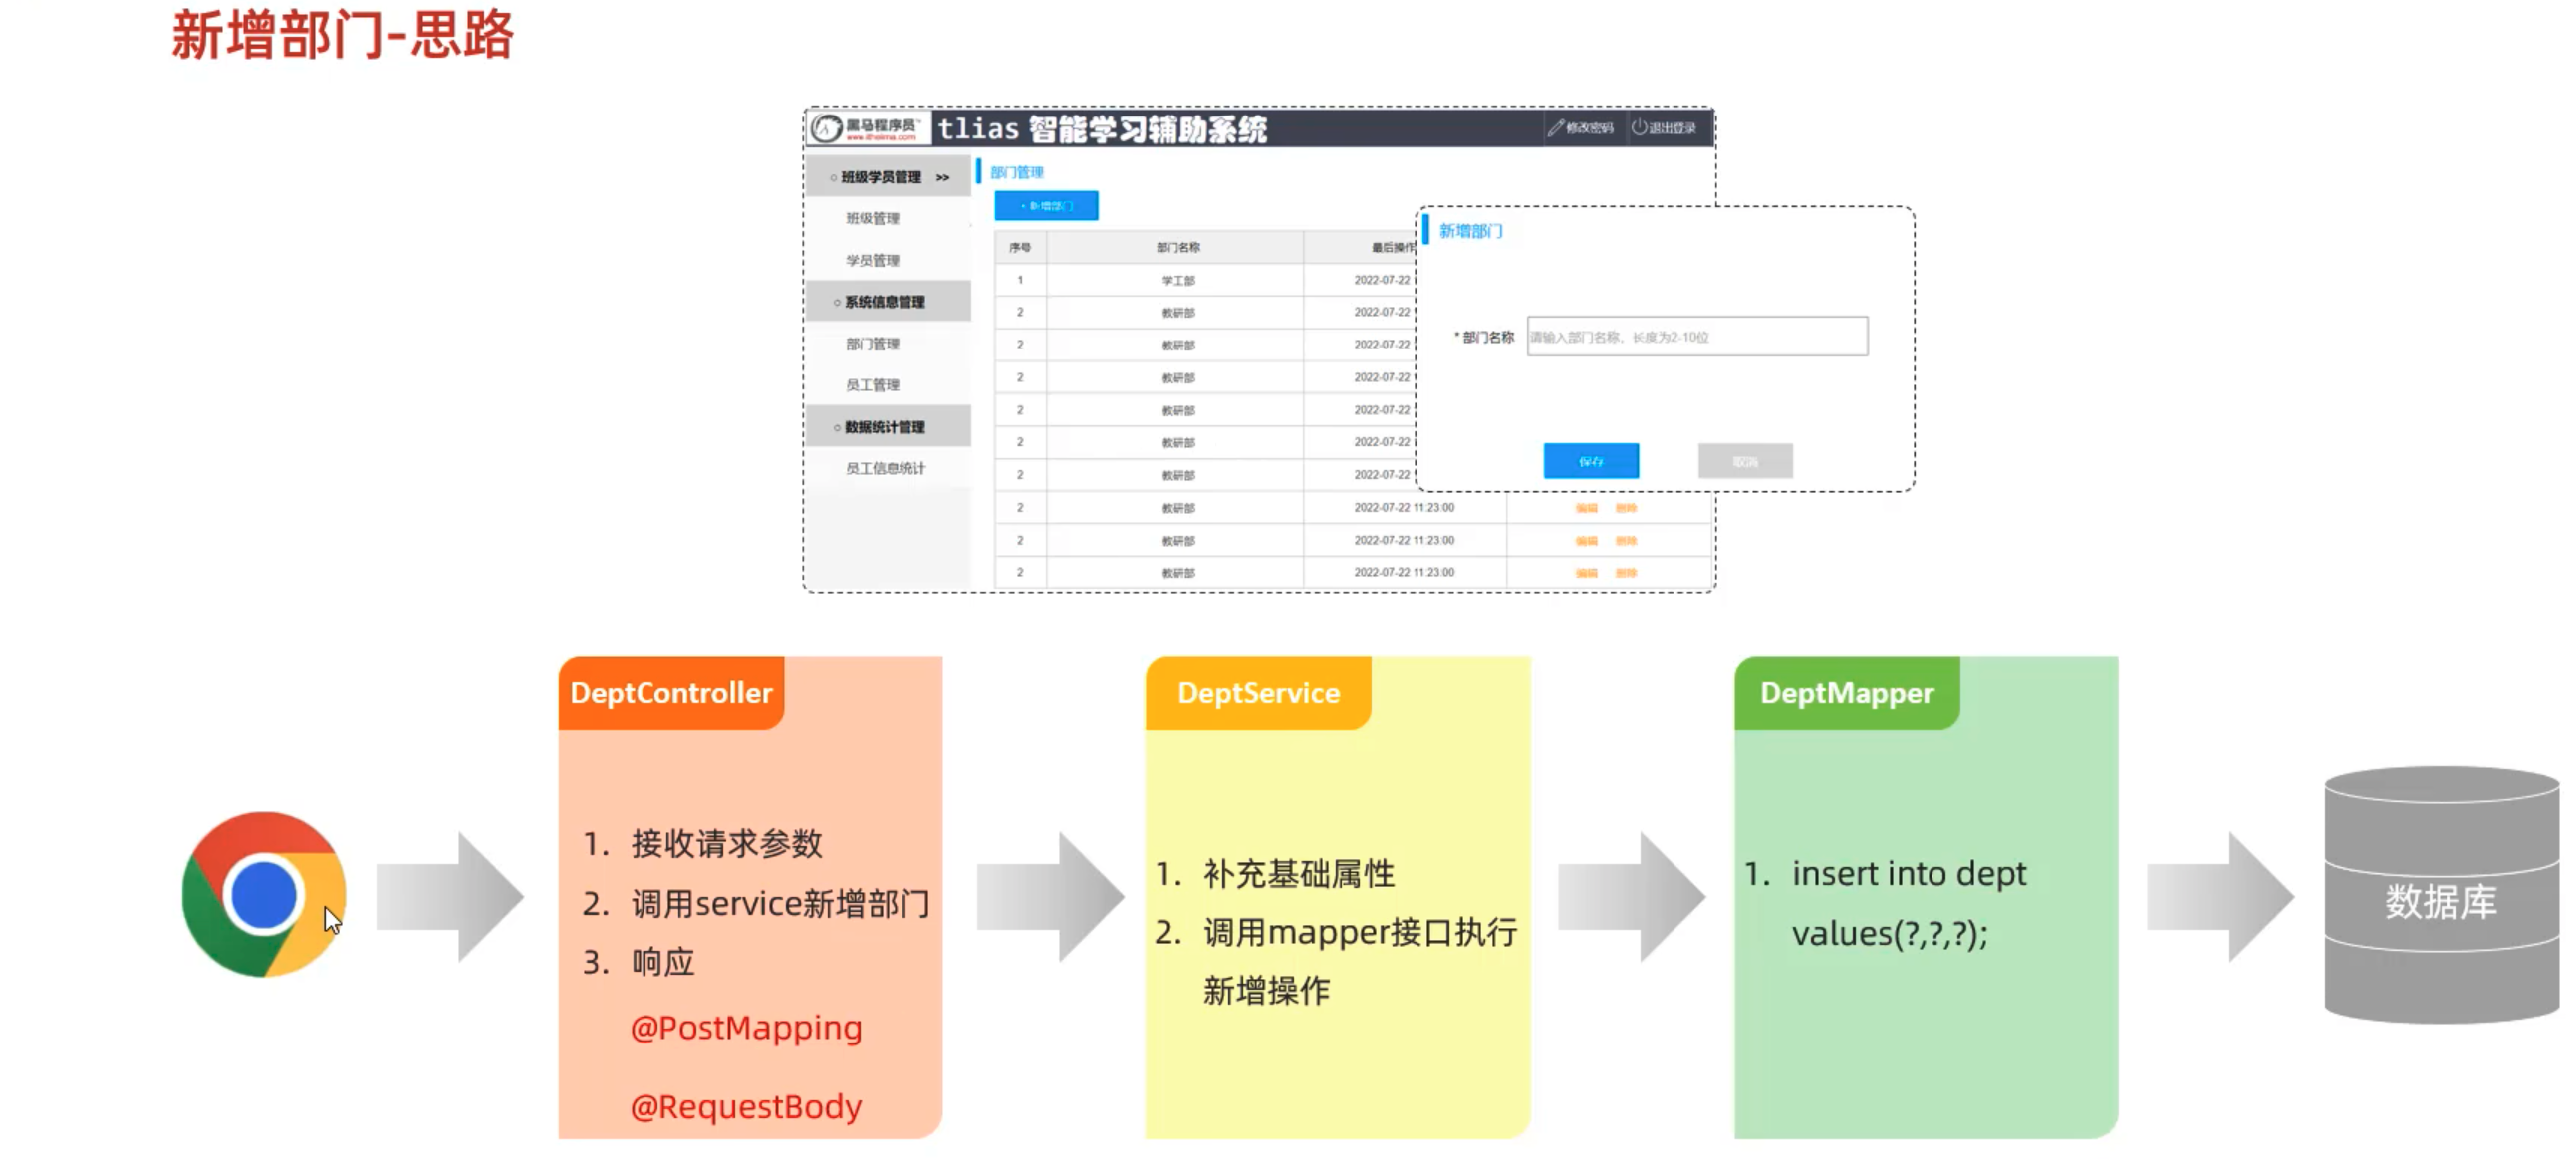 新增部门-思路
黑马程序员
www.itheima.com
tlias 智能学习辅助系统
修改密码
退出登录
班级学员管理 >>
班级管理
学员管理
系统信息管理
部门管理
员工管理
数据统计管理
员工信息统计
部门管理
+ 新增部门
序号 部门名称 最后操作
1 学工部 2022-07-22
2 教研部 2022-07-22
2 教研部 2022-07-22
2 教研部 2022-07-22
2 教研部 2022-07-22
2 教研部 2022-07-22
2 教研部 2022-07-22
2 教研部 2022-07-22 11:23:00 编辑 删除
2 教研部 2022-07-22 11:23:00 编辑 删除
2 教研部 2022-07-22 11:23:00 编辑 删除
新增部门
* 部门名称 请输入部门名称，长度为2-10位
保存 取消
DeptController
1. 接收请求参数
2. 调用service新增部门
3. 响应
@PostMapping
@RequestBody
DeptService
1. 补充基础属性
2. 调用mapper接口执行
新增操作
DeptMapper
1. insert into dept
values(?,?,?);
数据库